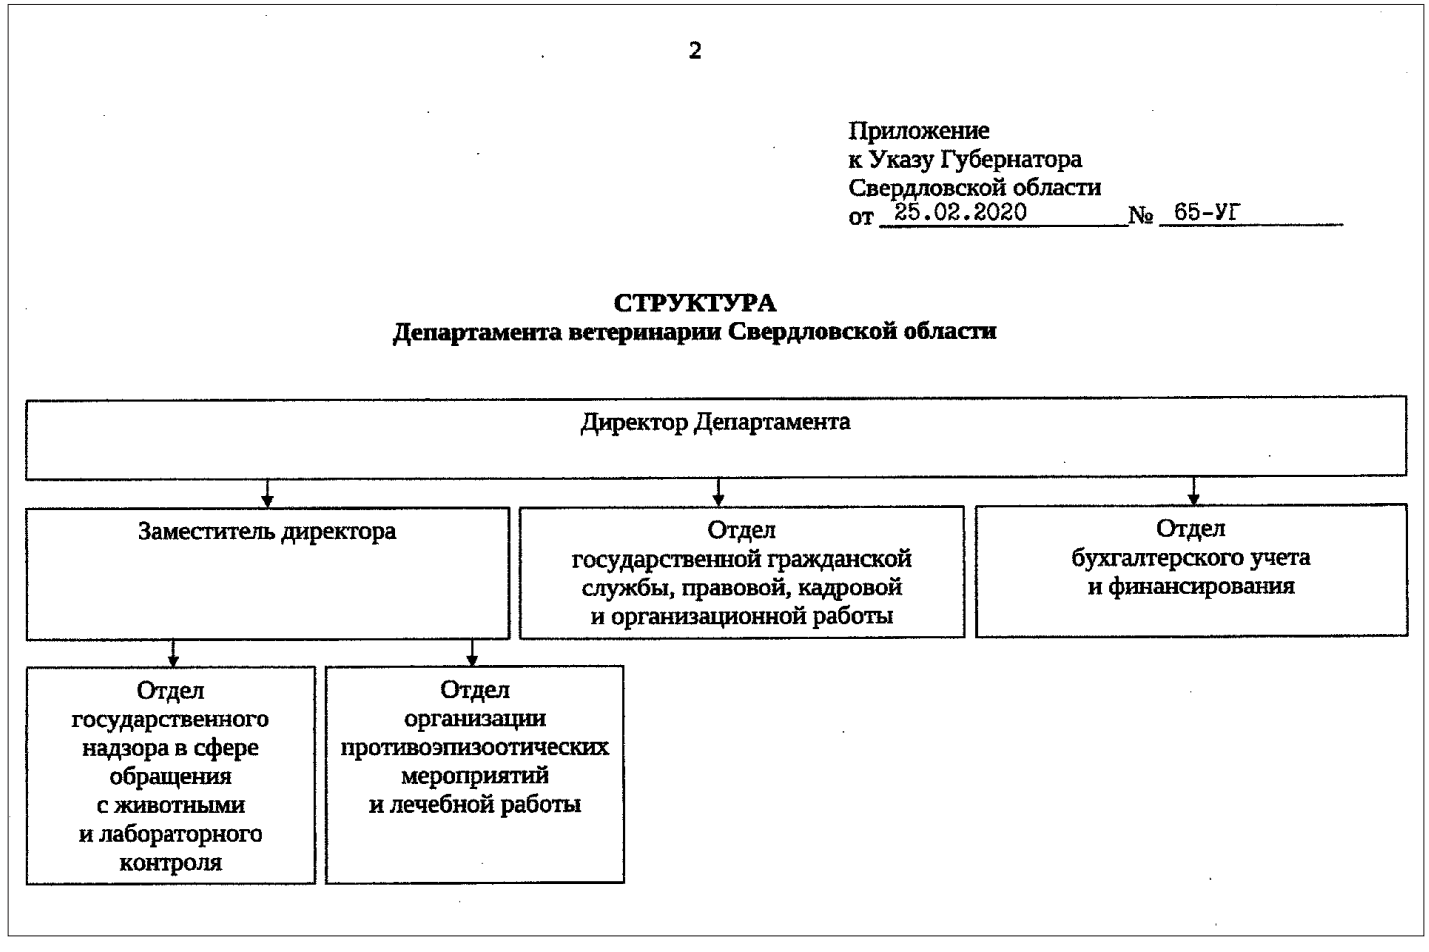 2
Приложение
к Указу Губернатора
Свердловской области
от 25.02.2020 № 65-УГ
СТРУКТУРА
Департамента ветеринарии Свердловской области
Директор Департамента
Заместитель директора
Отдел
государственной гражданской
службы, правовой, кадровой
и организационной работы
Отдел
бухгалтерского учета
и финансирования
Отдел
государственного
надзора в сфере
обращения
с животными
и лабораторного
контроля
Отдел
организации
противоэпизоотических
мероприятий
и лечебной работы